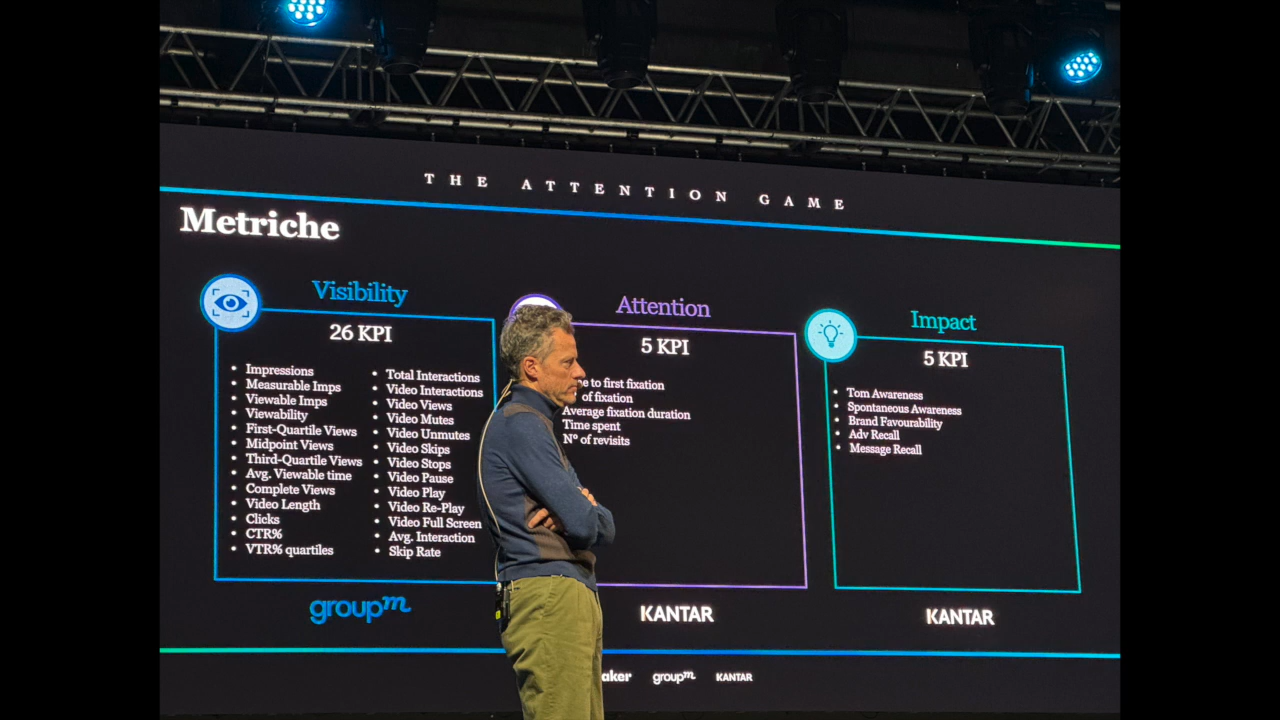 THE ATTENTION GAME
Metriche
Visibility
26 KPI
• Impressions
• Measurable Imps
• Viewable Imps
• Viewability
• First-Quartile Views
• Midpoint Views
• Third-Quartile Views
• Avg. Viewable time
• Complete Views
• Video Length
• Clicks
• CTR%
• VTR% quartiles
• Total Interactions
• Video Interactions
• Video Views
• Video Mutes
• Video Unmutes
• Video Skips
• Video Stops
• Video Pause
• Video Play
• Video Re-Play
• Video Full Screen
• Avg. Interaction
• Skip Rate
groupm
Attention
5 KPI
to first fixation
of fixation
Average fixation duration
Time spent
N° of revisits
KANTAR
Impact
5 KPI
• Tom Awareness
• Spontaneous Awareness
• Brand Favourability
• Adv Recall
• Message Recall
KANTAR
groupm KANTAR